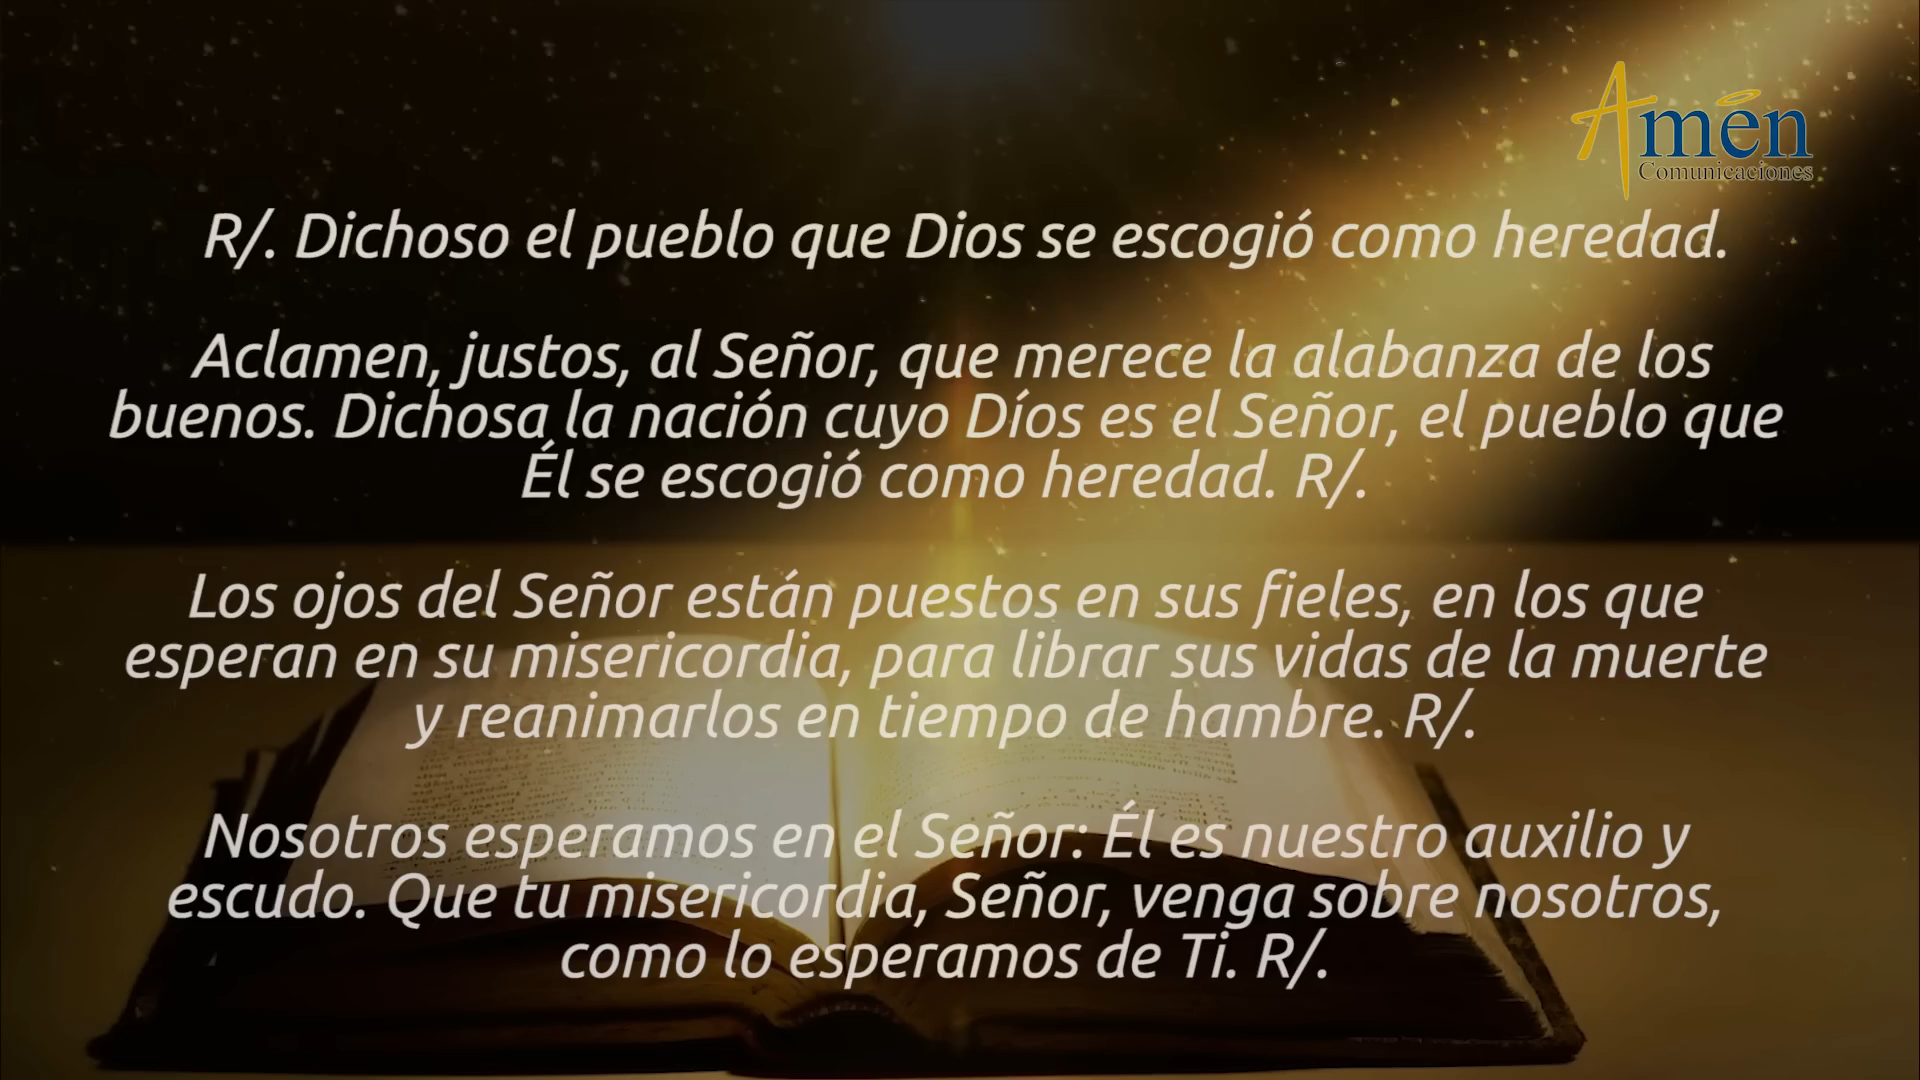 Amén
Comunicaciones
R/. Dichoso el pueblo que Dios se escogió como heredad.
Aclamen, justos, al Señor, que merece la alabanza de los
buenos. Dichosa la nación cuyo Díos es el Señor, el pueblo que
Él se escogió como heredad. R/.
Los ojos del Señor están puestos en sus fieles, en los que
esperan en su misericordia, para librar sus vidas de la muerte
y reanimarlos en tiempo de hambre. R/.
Nosotros esperamos en el Señor: Él es nuestro auxilio y
escudo. Que tu misericordia, Señor, venga sobre nosotros,
como lo esperamos de Ti. R/.